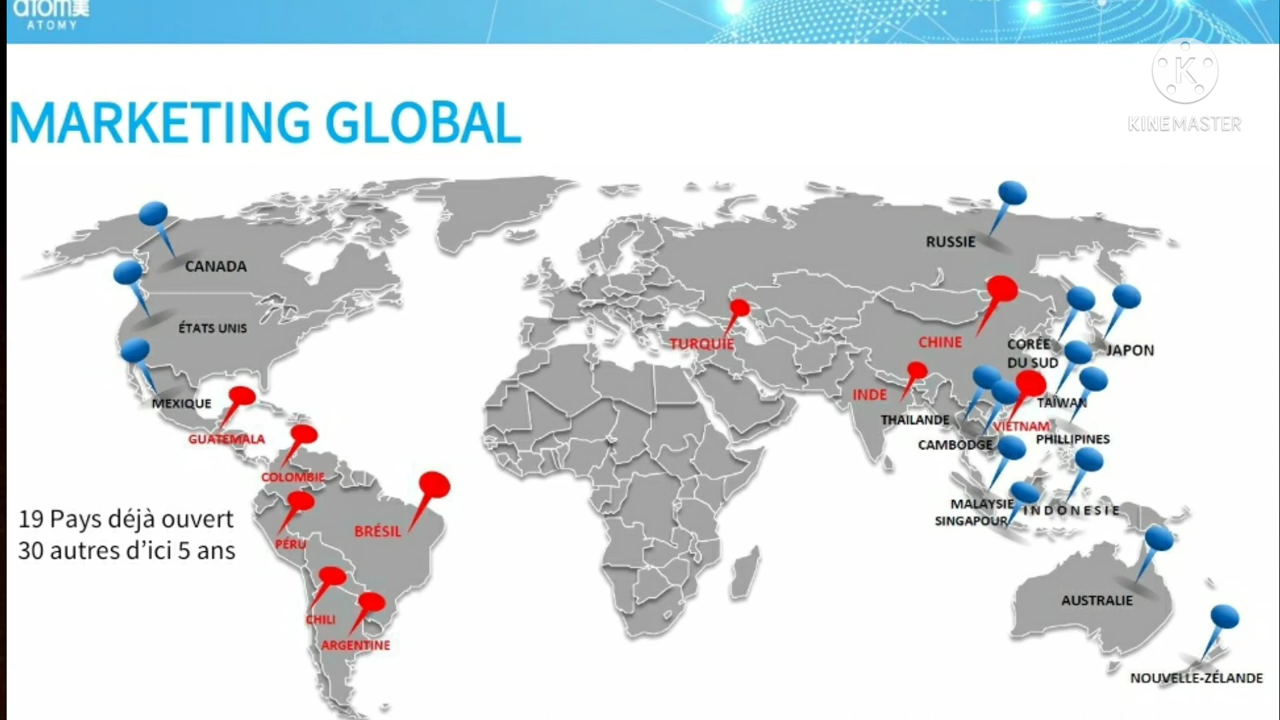 atom美
ATOMY
KINEMASTER
MARKETING GLOBAL
RUSSIE
CANADA
ÉTATS UNIS
TURQUIE
CHINE
CORÉE
DU SUD
JAPON
INDE
MEXIQUE
TAÏWAN
THAILANDE
VIETNAM
GUATEMALA
CAMBODGE
PHILLIPINES
COLOMBIE
MALAYSIE
INDONESIE
SINGAPOUR
19 Pays déjà ouvert
30 autres d'ici 5 ans
BRÉSIL
PÉRU
AUSTRALIE
CHILI
ARGENTINE
NOUVELLE-ZÉLANDE